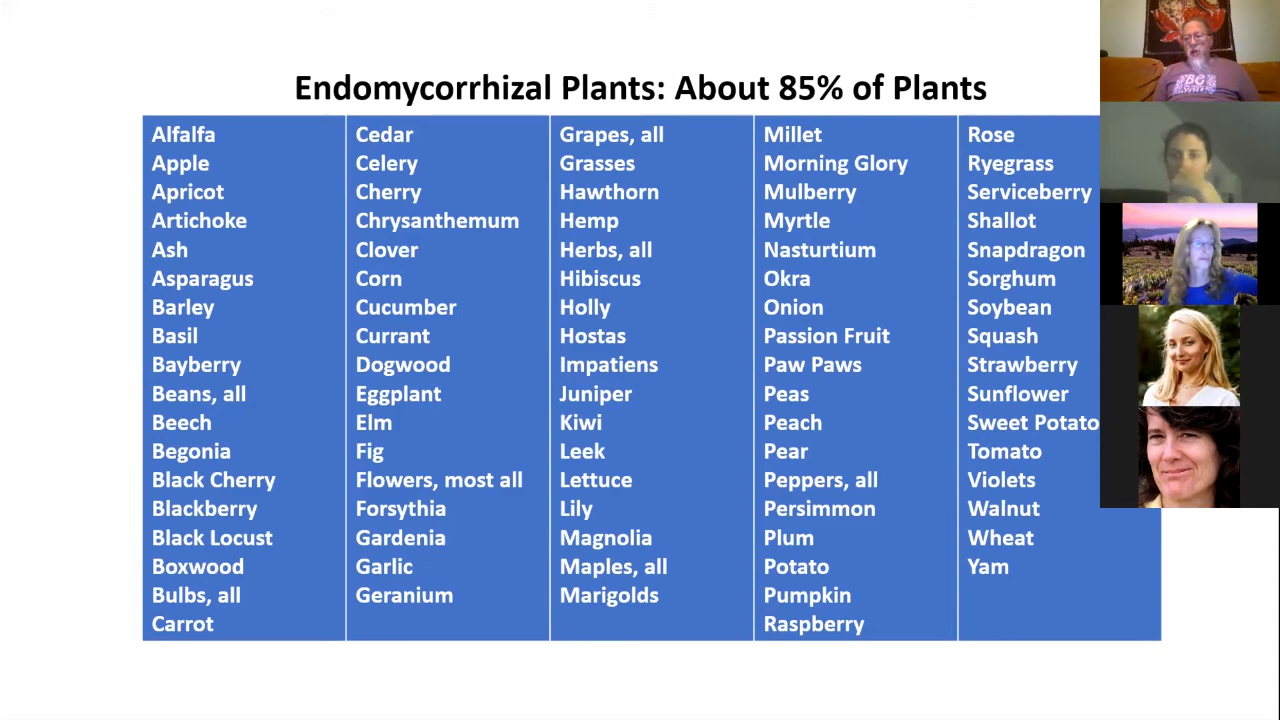 Endomycorrhizal Plants: About 85% of Plants
Alfalfa
Apple
Apricot
Artichoke
Ash
Asparagus
Barley
Basil
Bayberry
Beans, all
Beech
Begonia
Black Cherry
Blackberry
Black Locust
Boxwood
Bulbs, all
Carrot
Cedar
Celery
Cherry
Chrysanthemum
Clover
Corn
Cucumber
Currant
Dogwood
Eggplant
Elm
Fig
Flowers, most all
Forsythia
Gardenia
Garlic
Geranium
Grapes, all
Grasses
Hawthorn
Hemp
Herbs, all
Hibiscus
Holly
Hostas
Impatiens
Juniper
Kiwi
Leek
Lettuce
Lily
Magnolia
Maples, all
Marigolds
Millet
Morning Glory
Mulberry
Myrtle
Nasturtium
Okra
Onion
Passion Fruit
Paw Paws
Peas
Peach
Pear
Peppers, all
Persimmon
Plum
Potato
Pumpkin
Raspberry
Rose
Ryegrass
Serviceberry
Shallot
Snapdragon
Sorghum
Soybean
Squash
Strawberry
Sunflower
Sweet Potato
Tomato
Violets
Walnut
Wheat
Yam